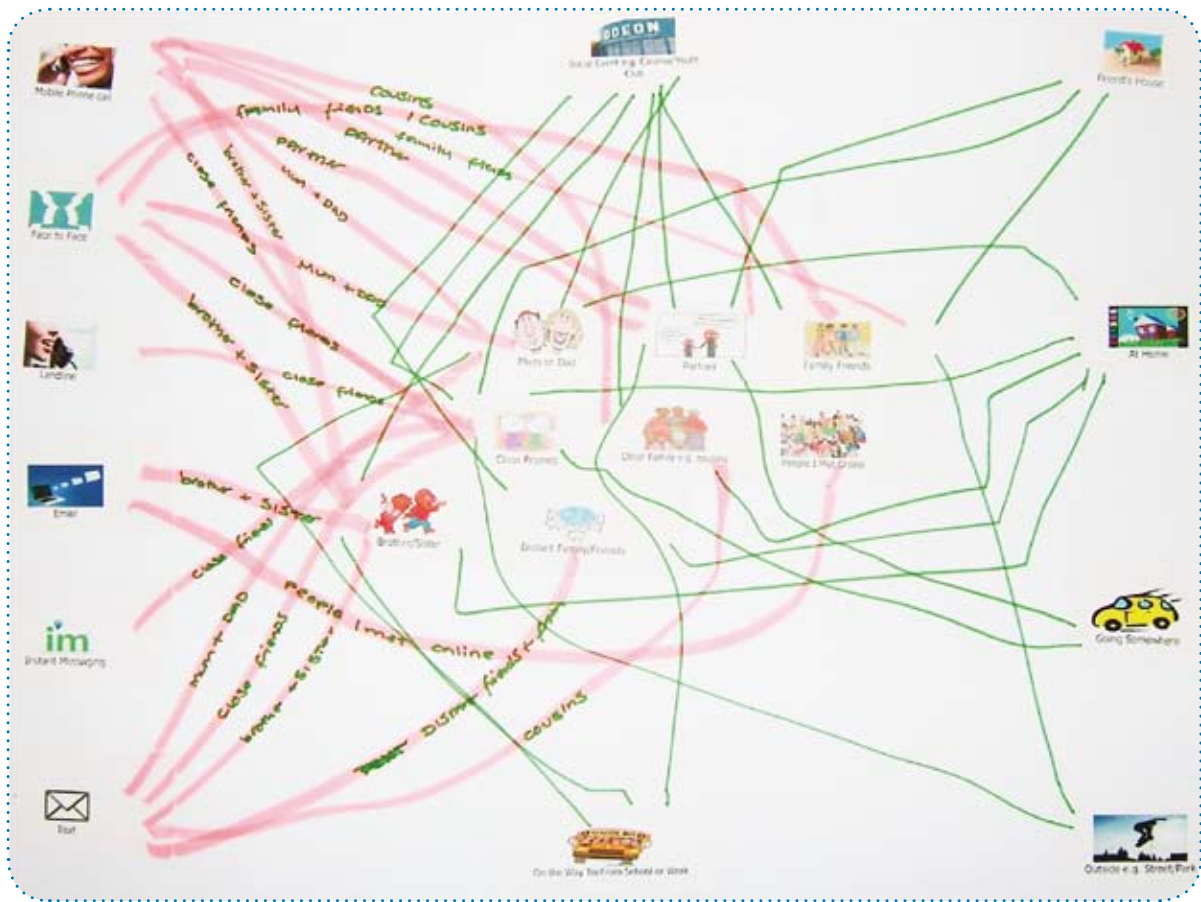 ODEON
Social Event e.g. Cinema/Youth
Club
Friend's House
Mobile Phone call
cousins
family friends / cousins
partner
partner
family friends
mum + DAD
brother + sister
close friends
Face to Face
mum + DAD
close friends
brother + sister
Landline
close friends
Mum or Dad
Partner
Family Friends
At Home
Close Friends
Other Family e.g. cousins
People I Met Online
Email
brother + sister
Brother/Sister
Distant Family/Friends
close friend
im
Instant Messaging
People I met online
mum + DAD
close friends
brother + sister
Going Somewhere
Distant friends +
cousins
Post
On the Way To/From School or Work
Outside e.g. Street/Park